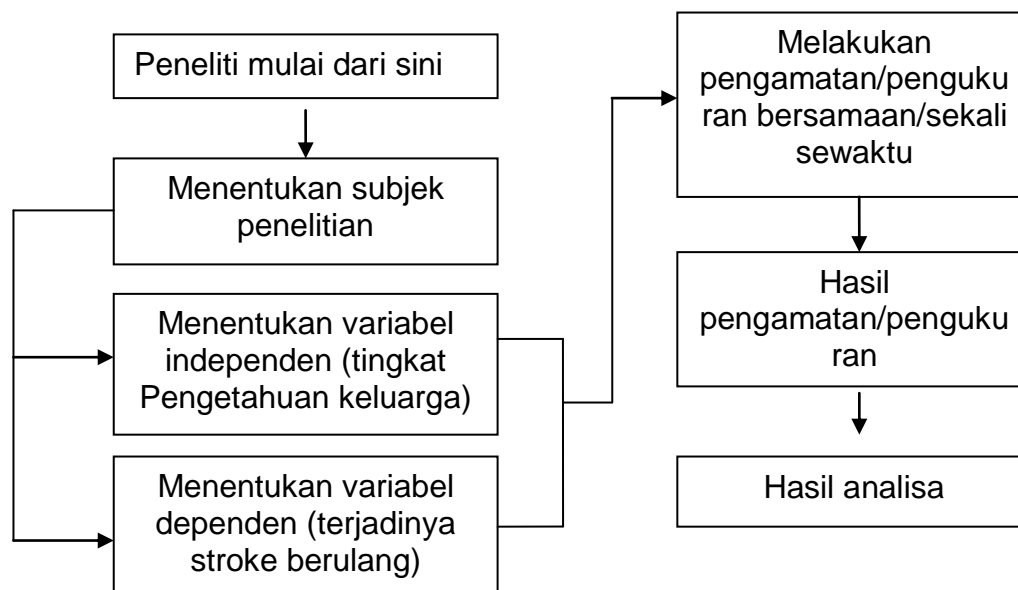 Peneliti mulai dari sini
Menentukan subjek
penelitian
Menentukan variabel
independen (tingkat
Pengetahuan keluarga)
Menentukan variabel
dependen (terjadinya
stroke berulang)
Melakukan
pengamatan/penguku
ran bersamaan/sekali
sewaktu
Hasil
pengamatan/penguku
ran
Hasil analisa